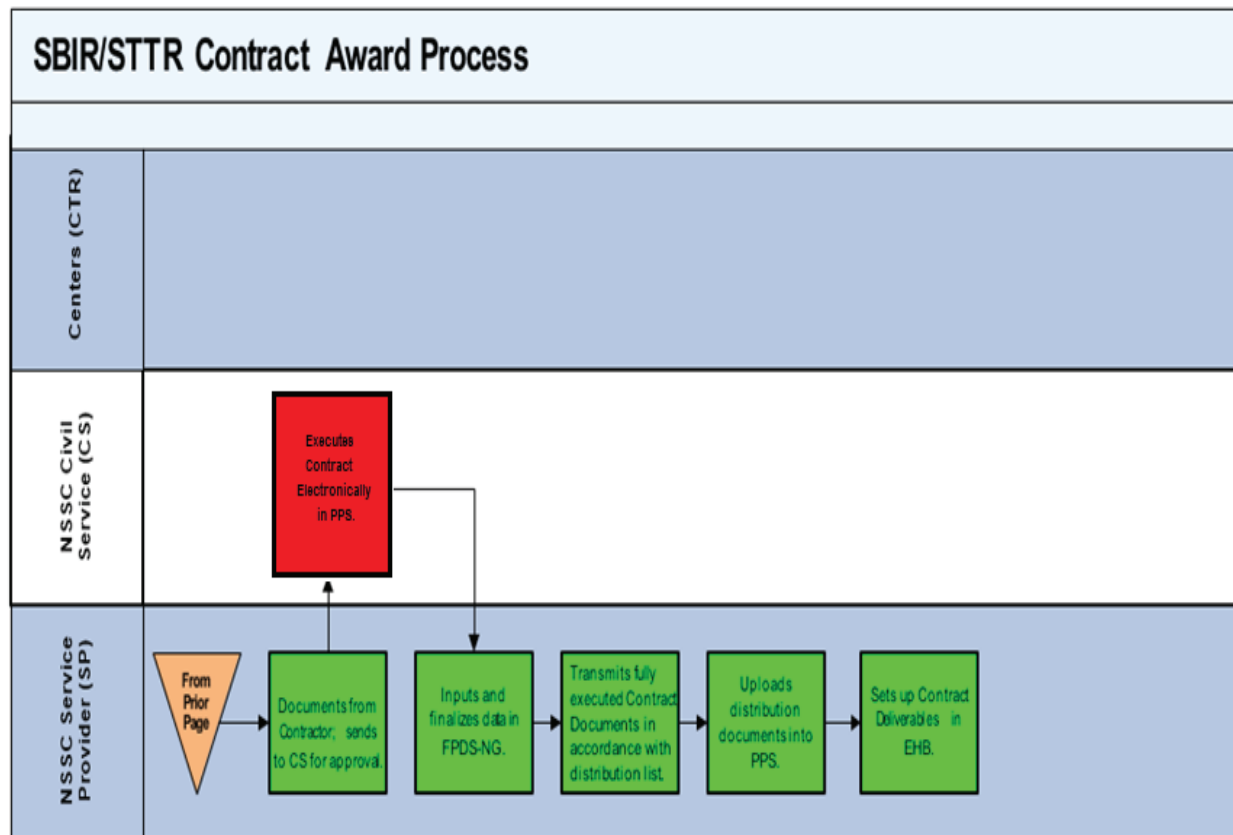 SBIR/STTR Contract Award Process
Centers (CTR)
NSSC Civil
Service (CS)
Executes
Contract
Electronically
in PPS.
NSSC Service
Provider (SP)
From
Prior
Page
Documents from
Contractor; sends
to CS for approval.
Inputs and
finalizes data in
FPDS-NG.
Transmits fully
executed Contract
Documents in
accordance with
distribution list.
Uploads
distribution
documents into
PPS.
Sets up Contract
Deliverables in
EHB.